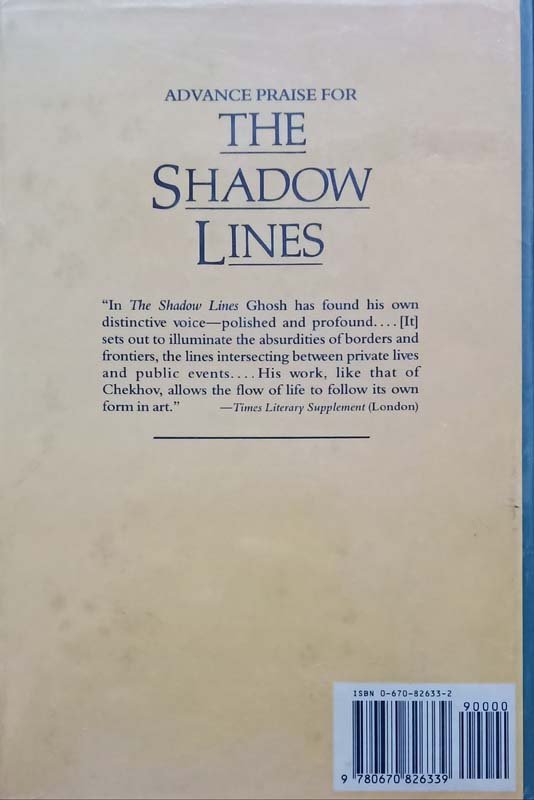 ADVANCE PRAISE FOR
THE
SHADOW
LINES
“In The Shadow Lines Ghosh has found his own
distinctive voice—polished and profound. . . . [It]
sets out to illuminate the absurdities of borders and
frontiers, the lines intersecting between private lives
and public events. . . . His work, like that of
Chekhov, allows the flow of life to follow its own
form in art.” —Times Literary Supplement (London)
ISBN 0-670-82633-2
90000
9 780670 826339